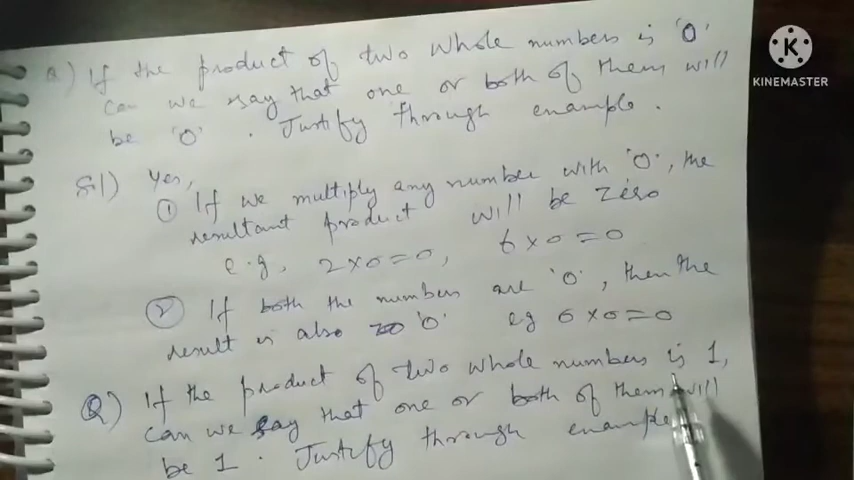 Q) If the product of two whole numbers is '0'
can we say that one or both of them will
be '0'. Justify through example.
Sol) Yes,
① If we multiply any number with '0', the
resultant product will be zero
e.g, 2×0=0, 6×0=0
② If both the numbers are '0', then the
result is also '0' eg 0×0=0
Q) If the product of two whole numbers is 1,
can we say that one or both of them will
be 1. Justify through example
K
KINEMASTER